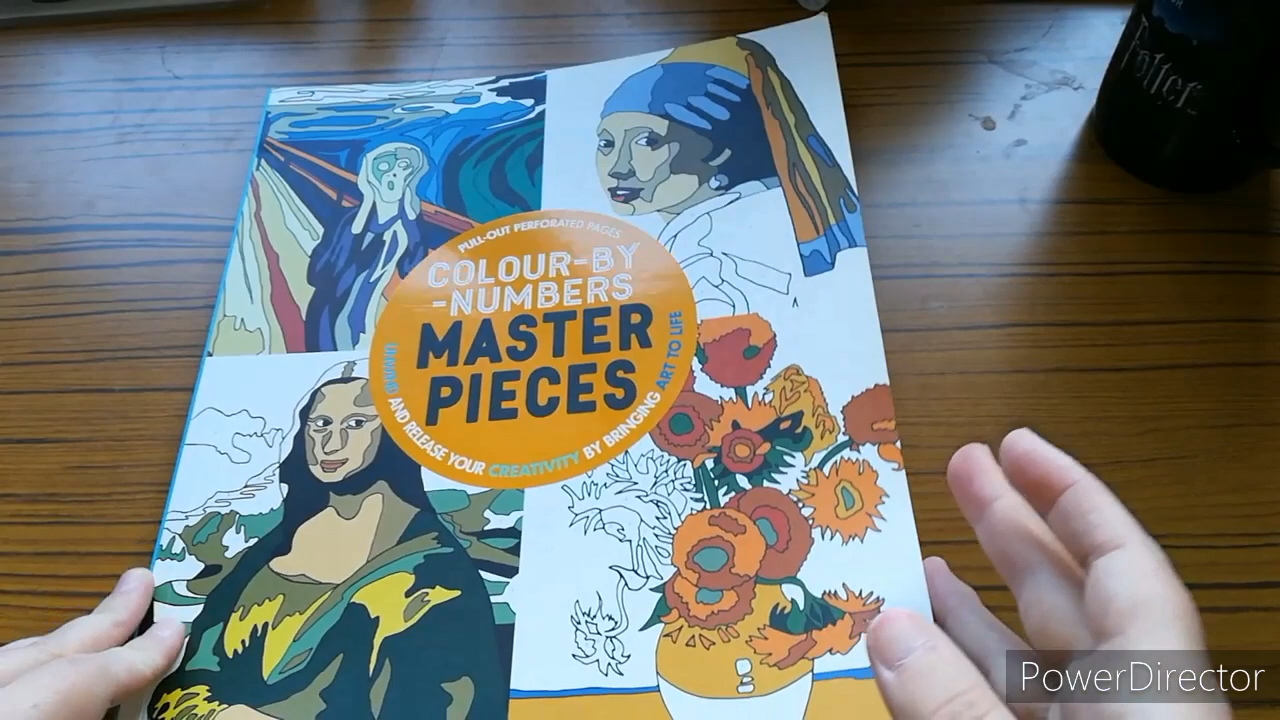 PULL-OUT PERFORATED PAGES
COLOUR-BY
-NUMBERS
MASTER
PIECES
UNWIND AND RELEASE YOUR CREATIVITY BY BRINGING ART TO LIFE
Potter
PowerDirector